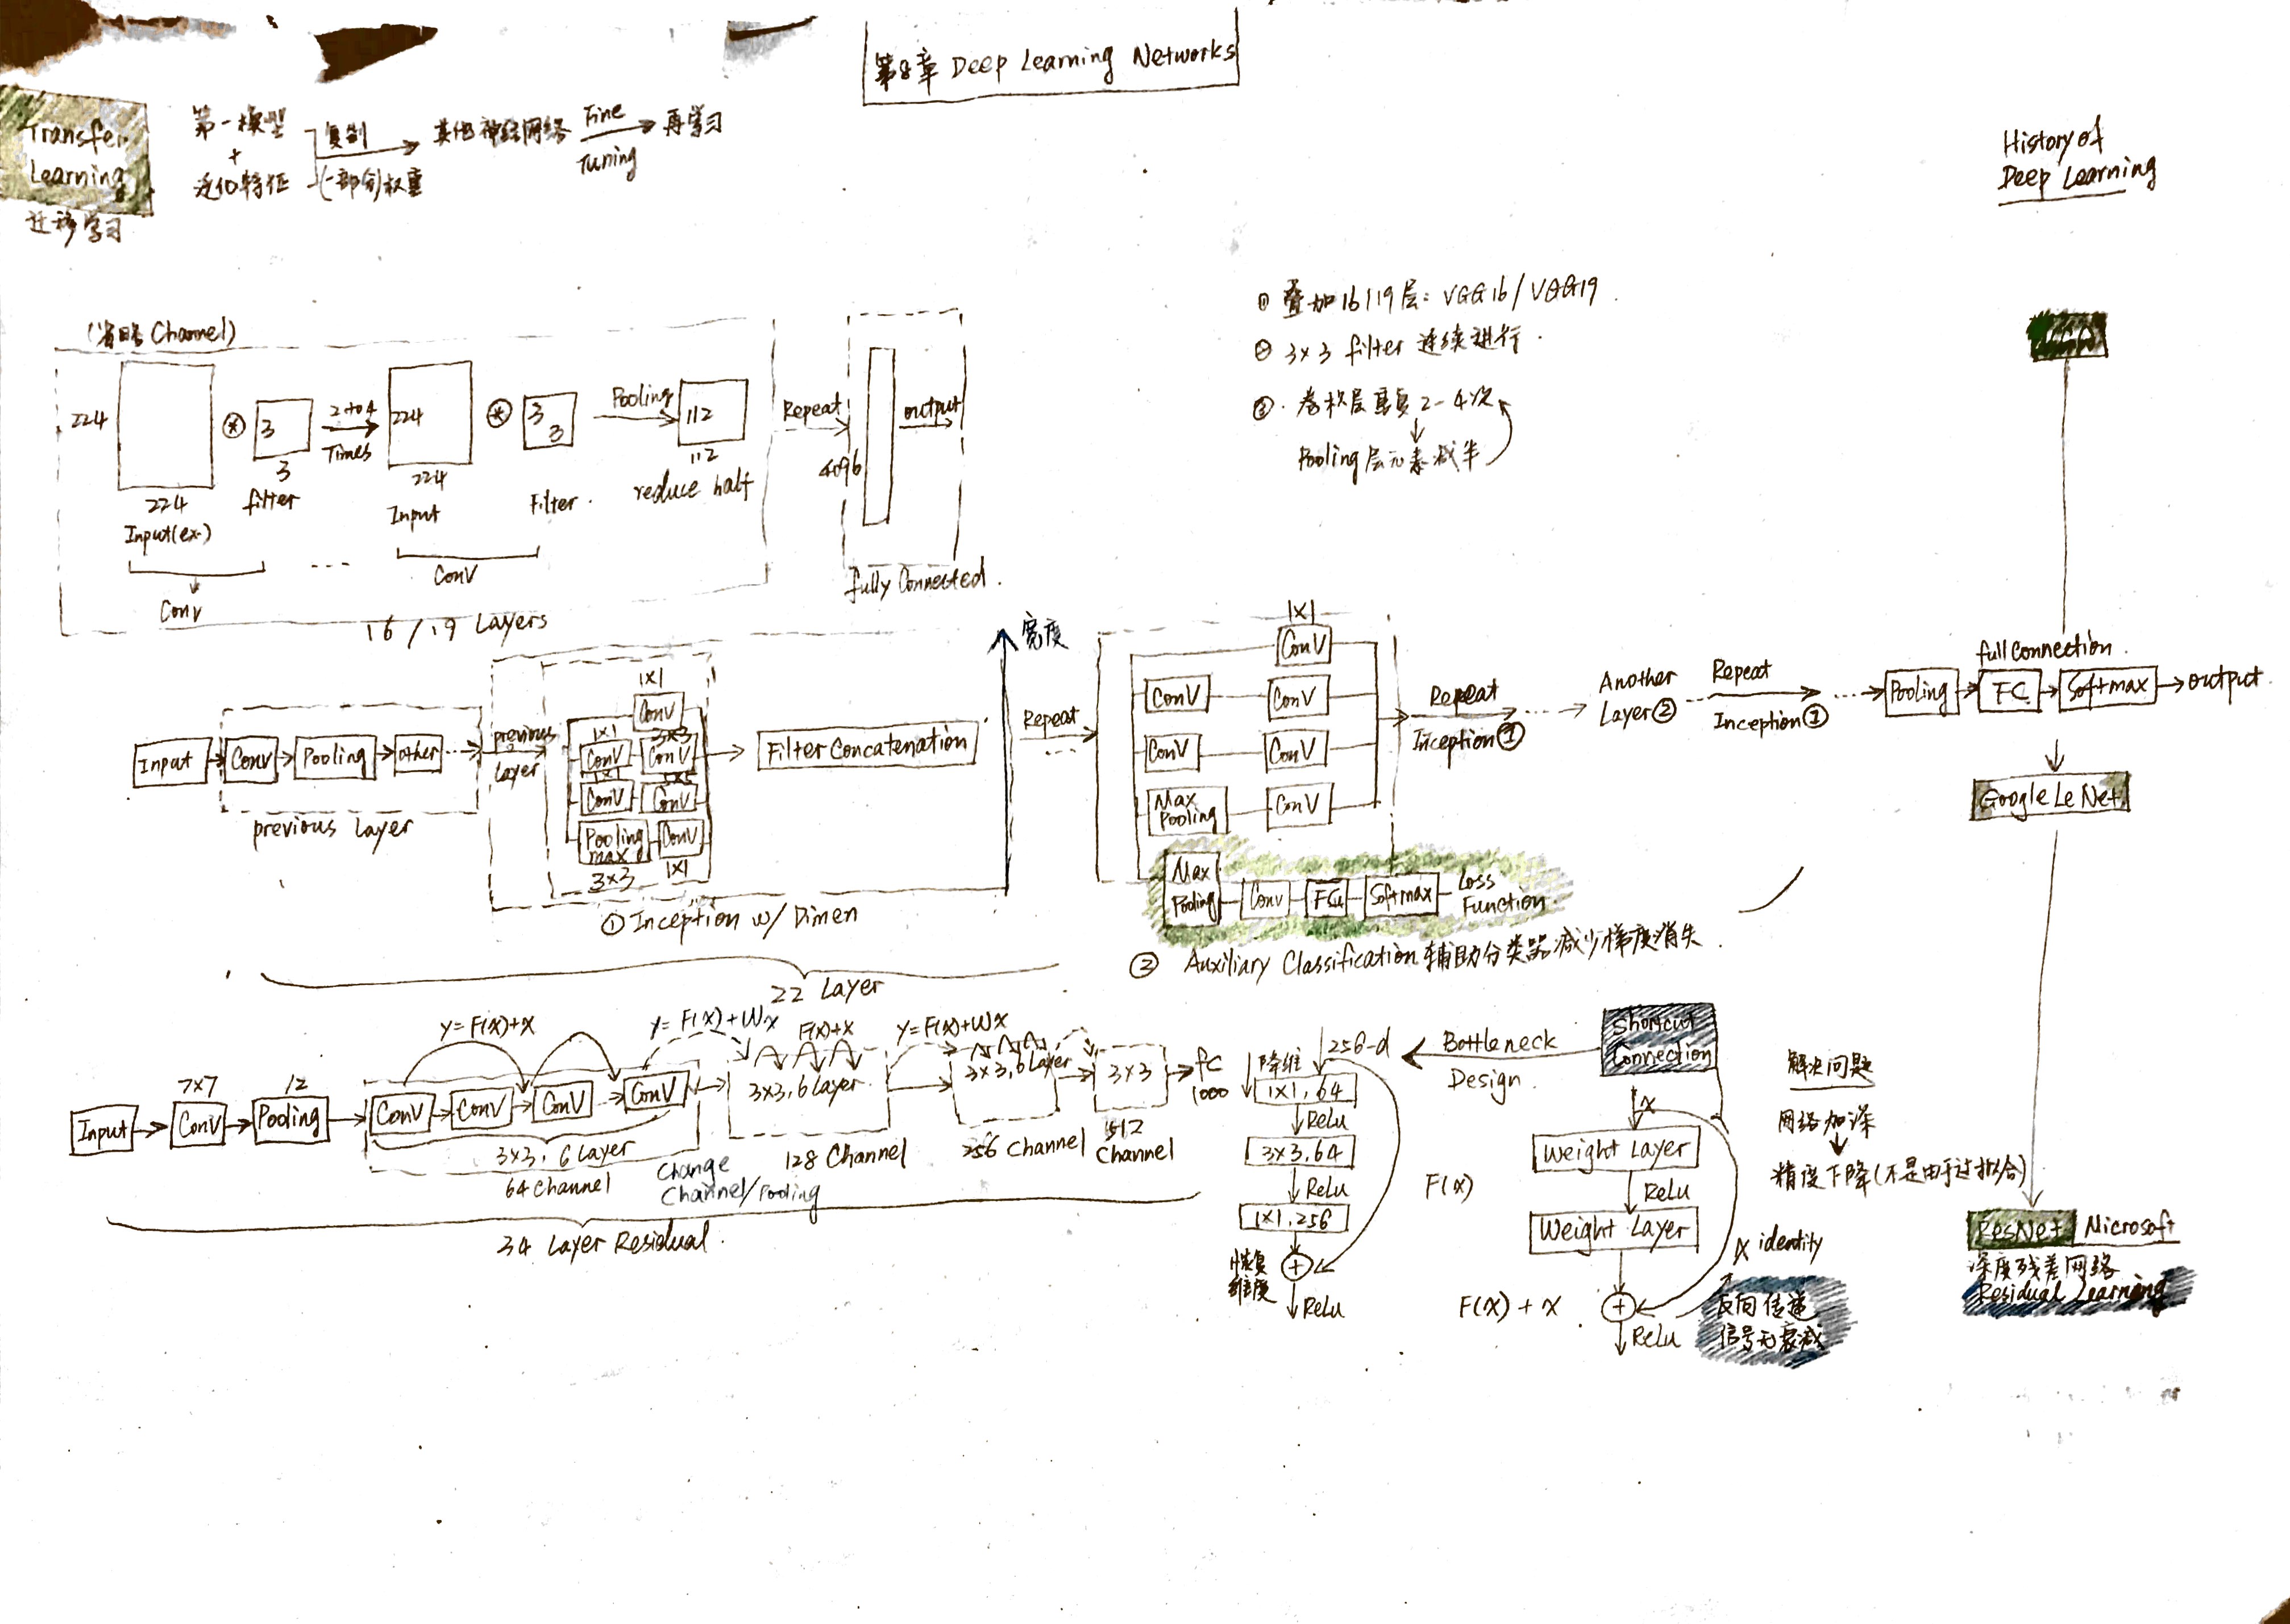 第8章 Deep Learning Networks
Transfer
Learning
迁移学习
第一模型
+
近似特征
复制
(一部分)权重
其他神经网络
Fine
Tuning
再学习
History of
Deep Learning
(省略 Channel)
224
224
Input(ex.)
3
3
filter
2 to 4
Times
224
224
Input
3
3
Filter.
Pooling
112
112
reduce half
Repeat
4096
output
fully Connected.
Conv
...
Conv
16/19 Layers
① 叠加16/19层: VGG16/VGG19
② 3×3 filter 连续进行.
③. 卷积层重复2-4次
Pooling层元素减半
VGG
Input
Conv
Pooling
other
previous Layer
previous
Layer
1×1
Conv
1×1
Conv
3×3
Conv
1×1
Conv
5×5
Conv
Pooling
max
3×3
Conv
1×1
Filter Concatenation
宽度
① Inception w/ Dimen
22 Layer
Repeat
1×1
Conv
Conv
Conv
Conv
Conv
Max
Pooling
Conv
Max
Pooling
Conv
FC
Softmax
Loss
Function.
② Auxiliary Classification 辅助分类器减少梯度消失.
Repeat
Inception①
Another
Layer②
Repeat
Inception①
Pooling
full Connection.
FC
Softmax
output
Google Le Net
y=F(x)+x
y=F(x)+Wx
F(x)+x
y=F(x)+Wx
Input
7×7
Conv
12
Pooling
Conv
Conv
Conv
Conv
3×3, 6 Layer
64 Channel
Change
Channel/Pooling
3×3, 6 Layer
128 Channel
3×3, 6 Layer
256 Channel
3×3
512
Channel
fc
1000
34 Layer Residual.
降维
256-d
1×1, 64
Relu
3×3, 64
Relu
1×1, 256
恢复
维度
+
Relu
Bottleneck
Design.
Shortcut
Connection
x
Weight Layer
Relu
Weight Layer
F(x)
x identity
F(x)+x
+
Relu
反向传递
信号无衰减
解决问题
网络加深
精度下降(不是由于过拟合)
ResNet Microsoft
深度残差网络
Residual Learning